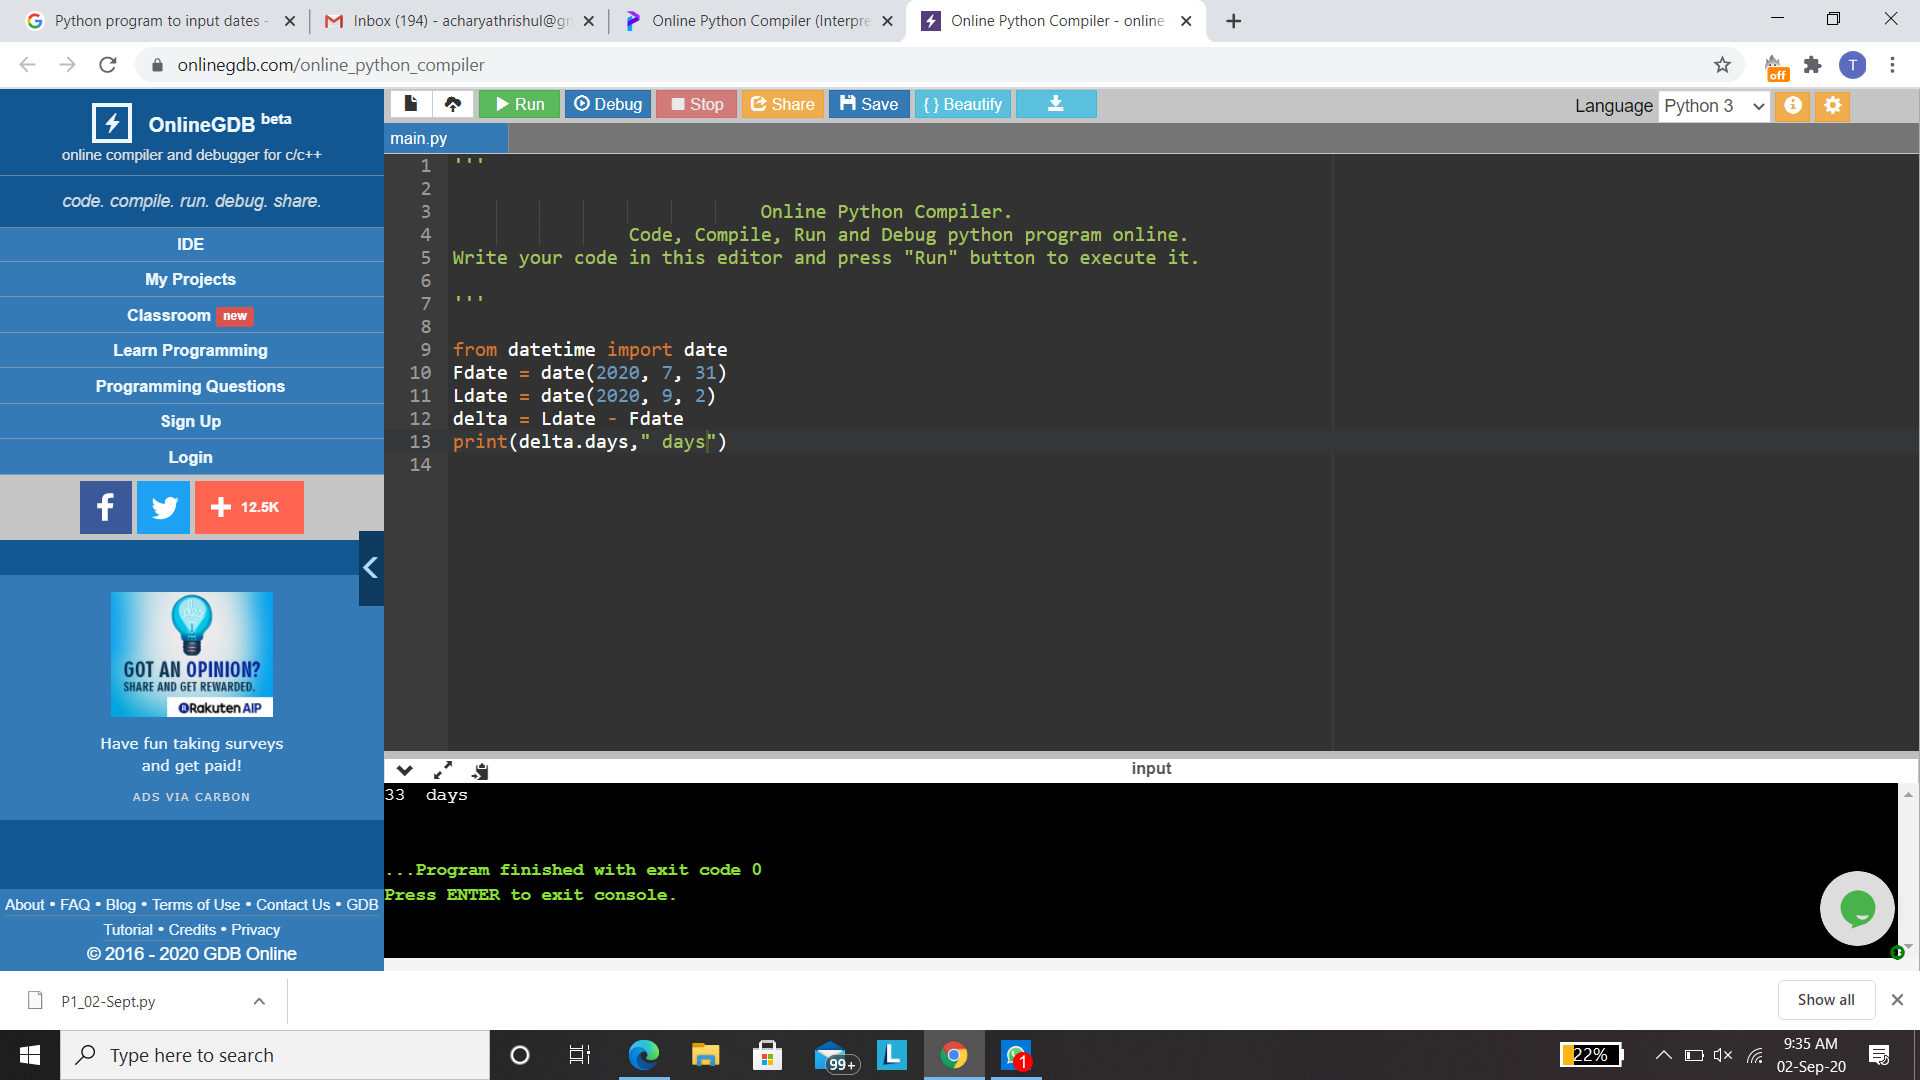 Python program to input dates -
Inbox (194) - acharyathrishul@gm
Online Python Compiler (Interpre
Online Python Compiler - online
onlinegdb.com/online_python_compiler
off
T
OnlineGDB beta
online compiler and debugger for c/c++
code. compile. run. debug. share.
IDE
My Projects
Classroom new
Learn Programming
Programming Questions
Sign Up
Login
f
+ 12.5K
GOT AN OPINION?
SHARE AND GET REWARDED.
Rakuten AIP
Have fun taking surveys
and get paid!
ADS VIA CARBON
About • FAQ • Blog • Terms of Use • Contact Us • GDB
Tutorial • Credits • Privacy
© 2016 - 2020 GDB Online
Run Debug Stop Share Save { } Beautify
Language Python 3
main.py
1 '''
2
3 Online Python Compiler.
4 Code, Compile, Run and Debug python program online.
5 Write your code in this editor and press "Run" button to execute it.
6
7 '''
8
9 from datetime import date
10 Fdate = date(2020, 7, 31)
11 Ldate = date(2020, 9, 2)
12 delta = Ldate - Fdate
13 print(delta.days," days")
14
input
33  days
...Program finished with exit code 0
Press ENTER to exit console.
P1_02-Sept.py
Show all
Type here to search
99+
L
1
22%
9:35 AM
02-Sep-20